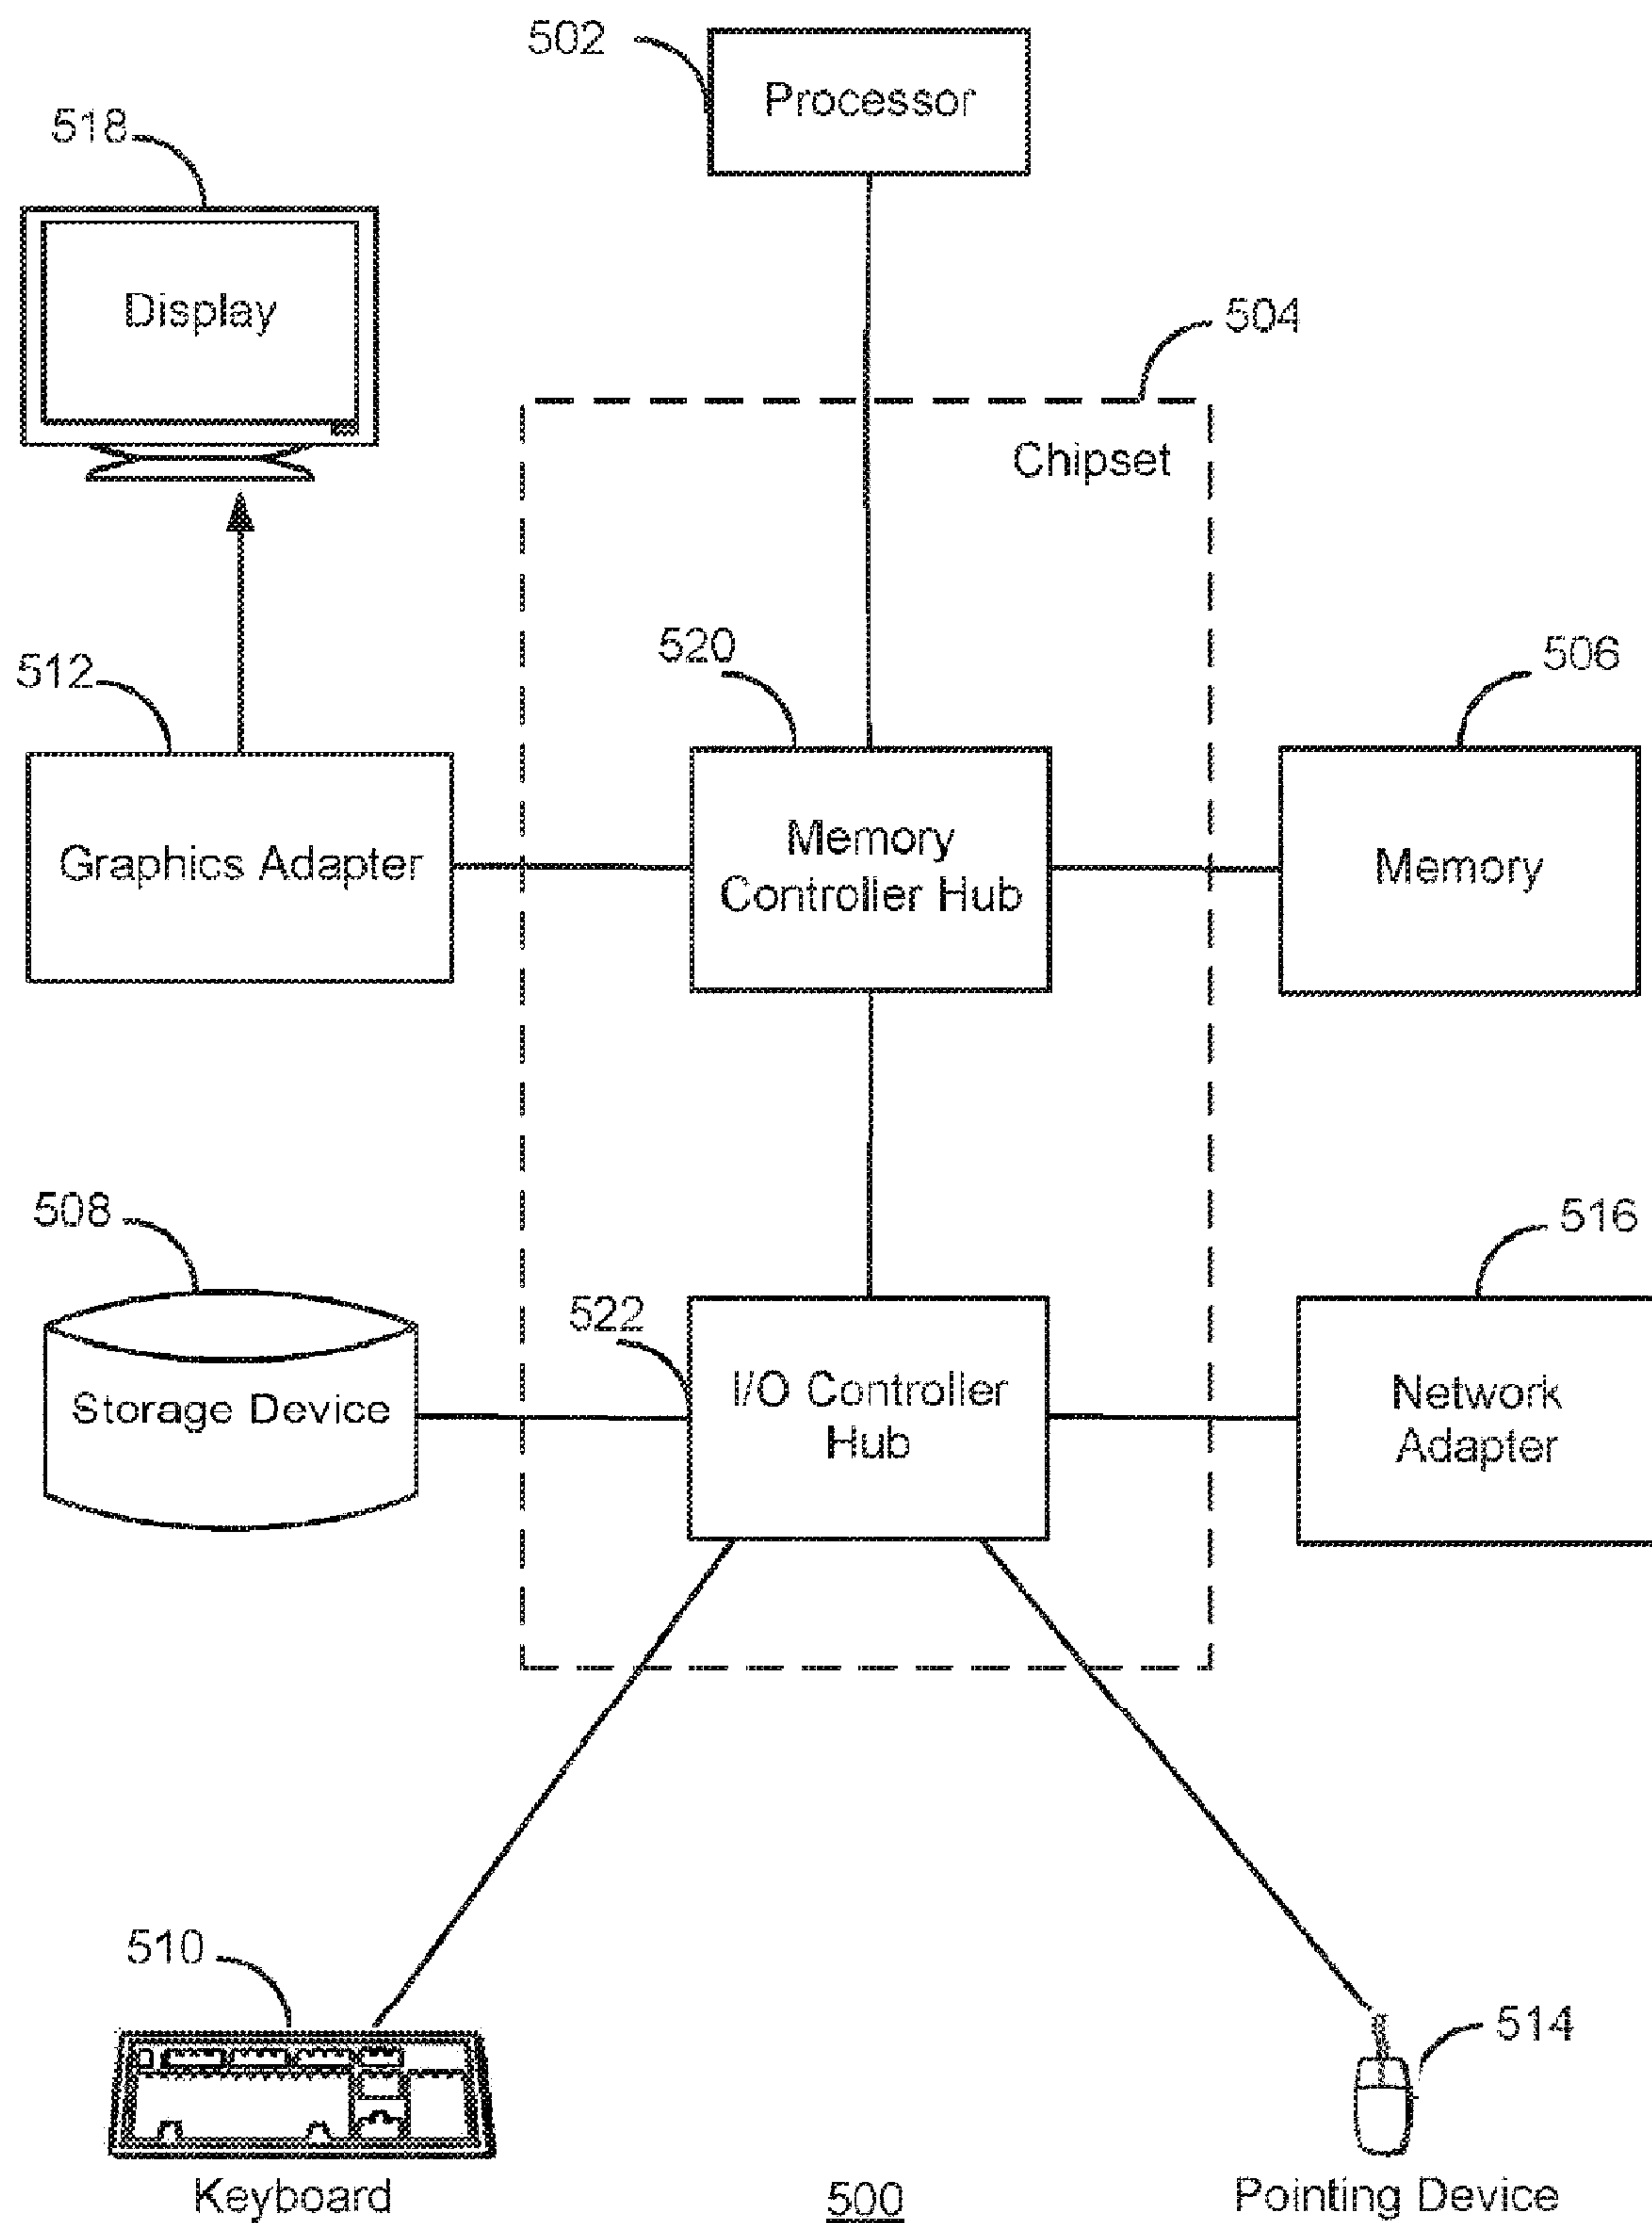 502
Processor
518
Display
504
Chipset
512
520
506
Graphics Adapter
Memory
Controller Hub
Memory
508
522
516
Storage Device
I/O Controller
Hub
Network
Adapter
510
514
Keyboard
500
Pointing Device